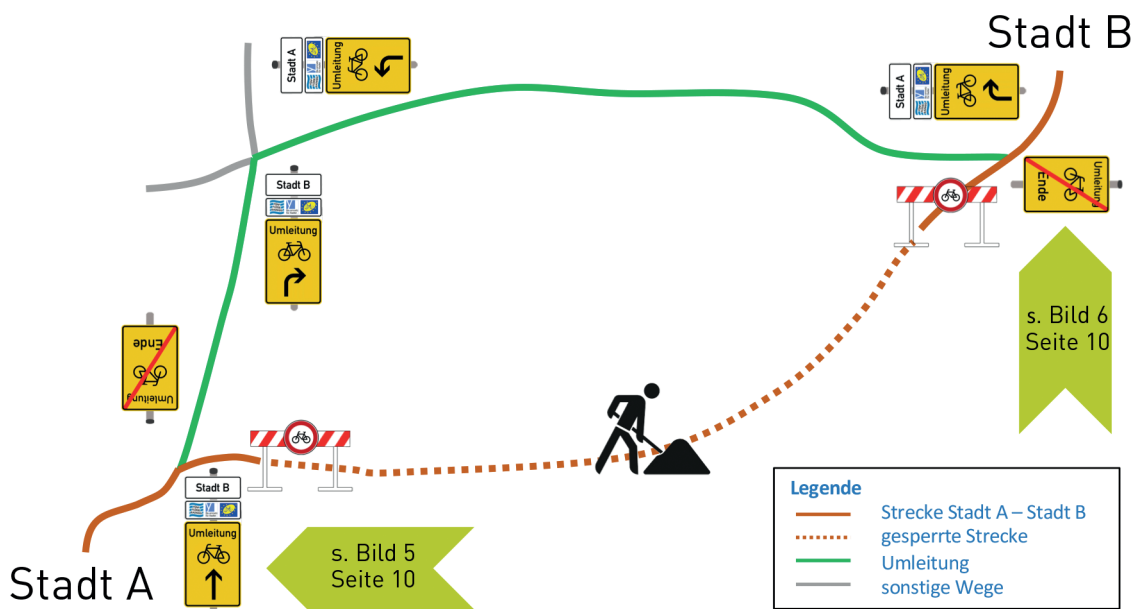 Stadt B
Stadt A
Umleitung
Stadt A
Umleitung
Stadt B
Umleitung
Umleitung
Ende
Umleitung
Ende
s. Bild 6
Seite 10
Stadt B
Umleitung
s. Bild 5
Seite 10
Stadt A
Legende
Strecke Stadt A – Stadt B
gesperrte Strecke
Umleitung
sonstige Wege